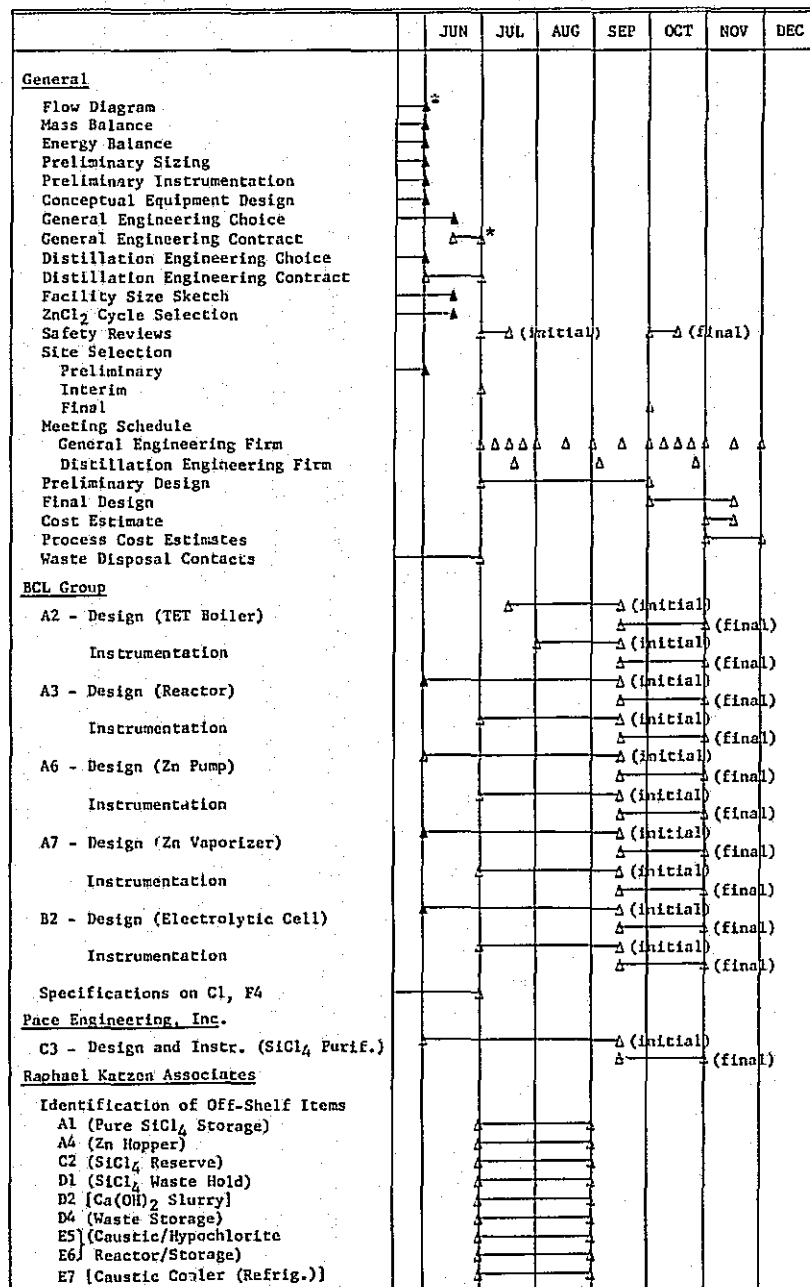 JUN JUL AUG SEP OCT NOV DEC
General
Flow Diagram *
Mass Balance
Energy Balance
Preliminary Sizing
Preliminary Instrumentation
Conceptual Equipment Design
General Engineering Choice
General Engineering Contract *
Distillation Engineering Choice
Distillation Engineering Contract
Facility Size Sketch
ZnCl2 Cycle Selection
Safety Reviews (initial) (final)
Site Selection
Preliminary
Interim
Final
Meeting Schedule
General Engineering Firm
Distillation Engineering Firm
Preliminary Design
Final Design
Cost Estimate
Process Cost Estimates
Waste Disposal Contacts
BCL Group
A2 - Design (TET Boiler) (initial)
(final)
Instrumentation (initial)
(final)
A3 - Design (Reactor) (initial)
(final)
Instrumentation (initial)
(final)
A6 - Design (Zn Pump) (initial)
(final)
Instrumentation (initial)
(final)
A7 - Design (Zn Vaporizer) (initial)
(final)
Instrumentation (initial)
(final)
B2 - Design (Electrolytic Cell) (initial)
(final)
Instrumentation (initial)
(final)
Specifications on C1, F4
Pace Engineering, Inc.
C3 - Design and Instr. (SiCl4 Purif.) (initial)
(final)
Raphael Katzen Associates
Identification of Off-Shelf Items
A1 (Pure SiCl4 Storage)
A4 (Zn Hopper)
C2 (SiCl4 Reserve)
D1 (SiCl4 Waste Hold)
D2 [Ca(OH)2 Slurry]
D4 (Waste Storage)
E5} (Caustic/Hypochlorite
E6} Reactor/Storage)
E7 [Caustic Cooler (Refrig.)]